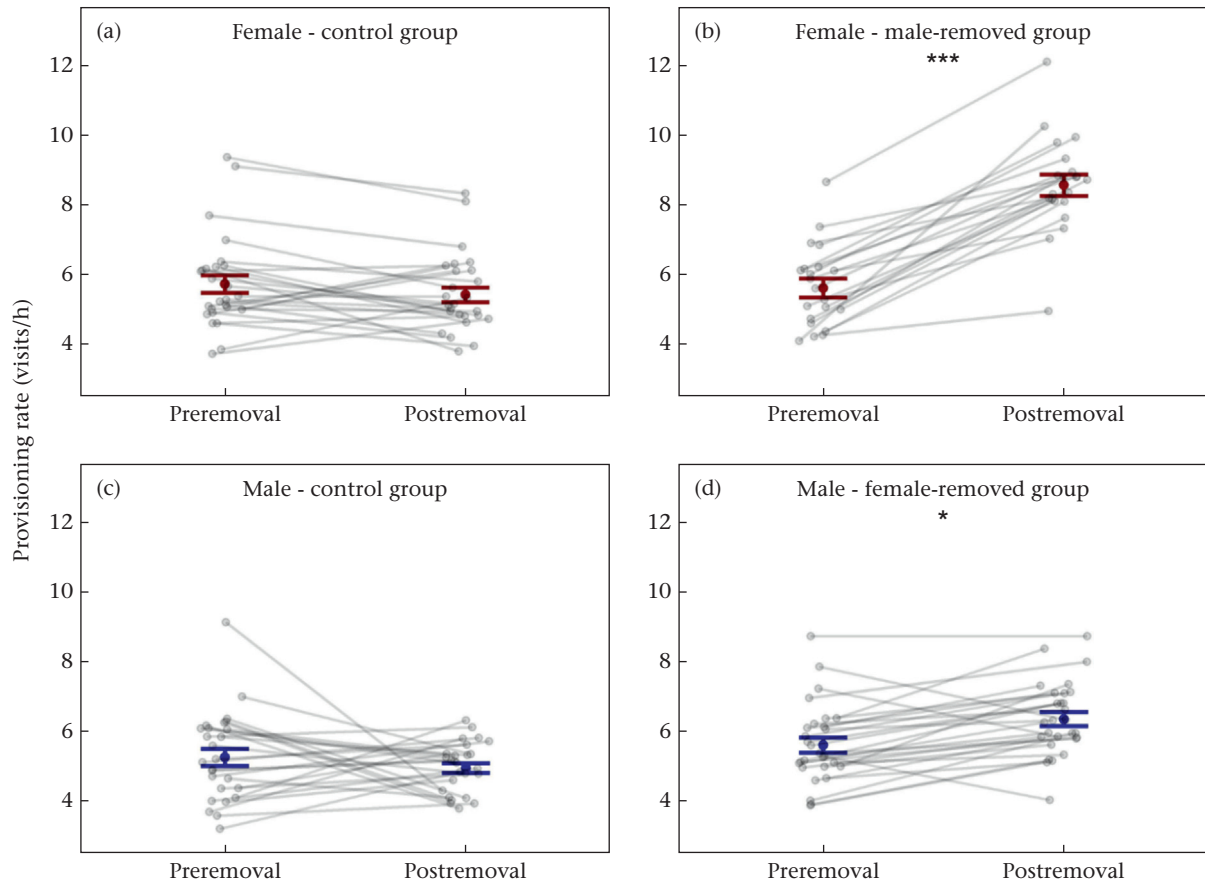 (a) Female - control group
12
10
8
6
4
Preremoval Postremoval
(b) Female - male-removed group
***
12
10
8
6
4
Preremoval Postremoval
Provisioning rate (visits/h)
(c) Male - control group
12
10
8
6
4
Preremoval Postremoval
(d) Male - female-removed group
*
12
10
8
6
4
Preremoval Postremoval